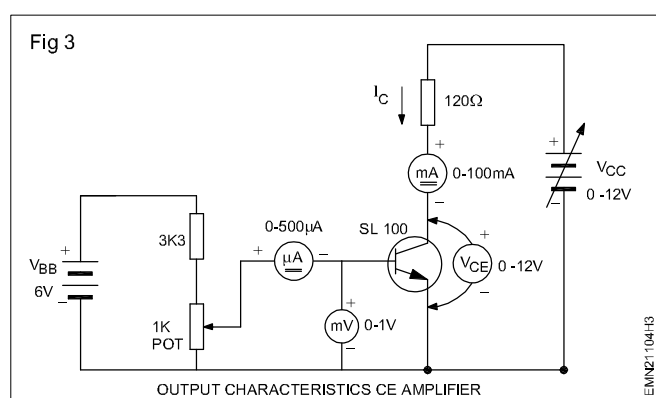 Fig 3
I_C
120Ω
+
mA
0-100mA
−
+
V_CC
0 -12V
−
V_BB
+
6V
−
3K3
1K
POT
0-500µA
+
µA
−
SL 100
+
V_CE
0 -12V
−
+
mV
0-1V
−
OUTPUT CHARACTERISTICS CE AMPLIFIER
EMN21104H3